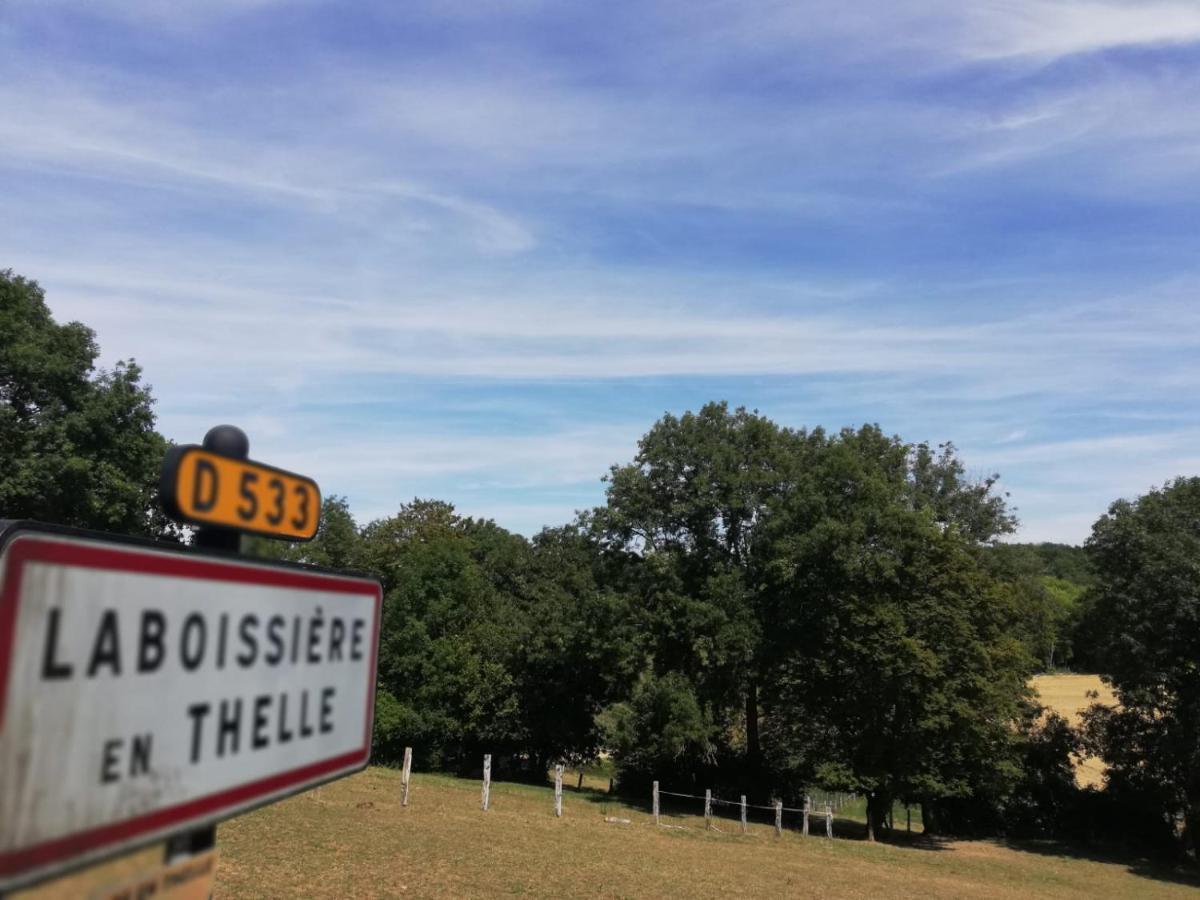 D 533
LABOISSIÈRE
EN THELLE